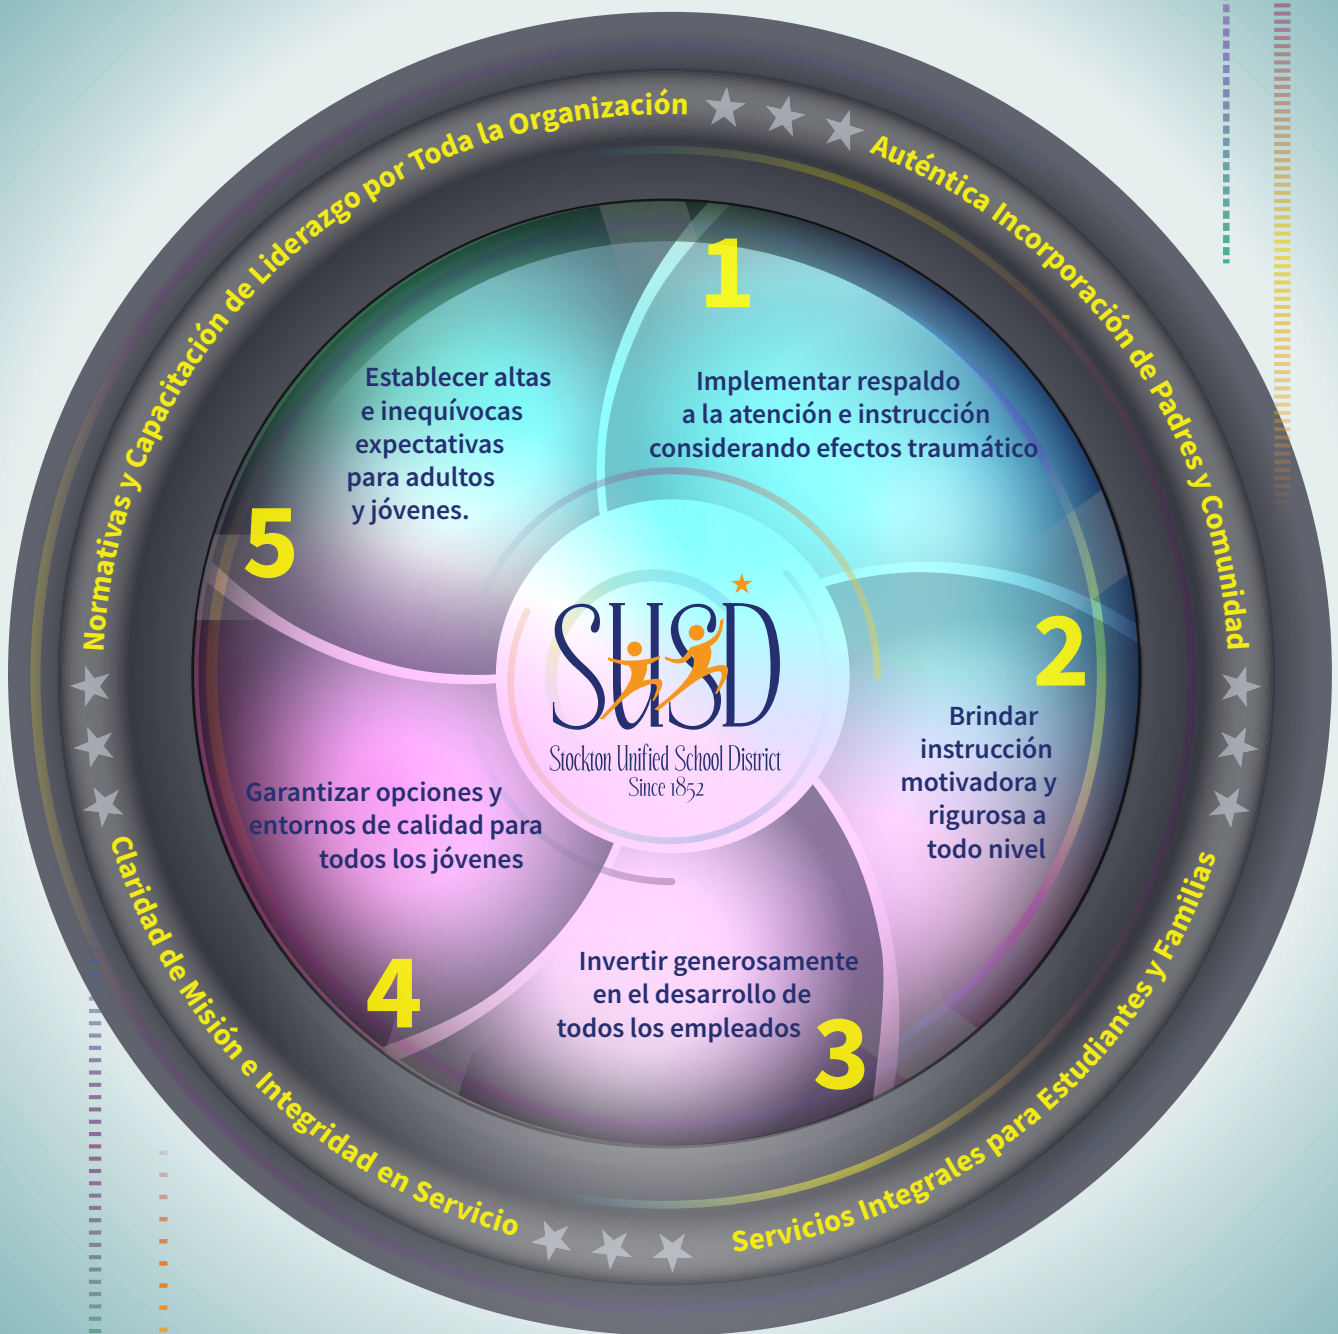 Normativas y Capacitación de Liderazgo por Toda la Organización
Auténtica Incorporación de Padres y Comunidad
Servicios Integrales para Estudiantes y Familias
Claridad de Misión e Integridad en Servicio
1
Implementar respaldo
a la atención e instrucción
considerando efectos traumático
2
Brindar
instrucción
motivadora y
rigurosa a
todo nivel
3
Invertir generosamente
en el desarrollo de
todos los empleados
4
Garantizar opciones y
entornos de calidad para
todos los jóvenes
5
Establecer altas
e inequívocas
expectativas
para adultos
y jóvenes.
SUSD
Stockton Unified School District
Since 1852